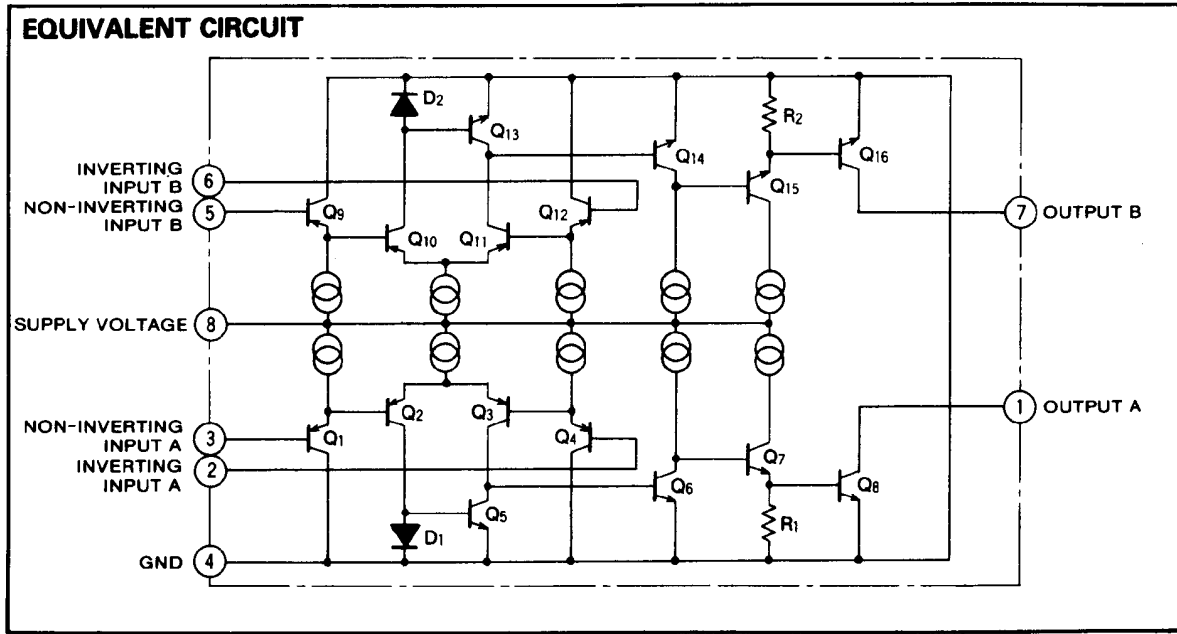 EQUIVALENT CIRCUIT
D2
Q13
R2
Q14
Q16
INVERTING
INPUT B
6
Q15
NON-INVERTING
INPUT B
5
Q9
Q12
7
OUTPUT B
Q10
Q11
SUPPLY VOLTAGE
8
Q2
Q3
1
OUTPUT A
NON-INVERTING
INPUT A
3
Q1
Q4
INVERTING
INPUT A
2
Q7
Q6
Q8
Q5
R1
D1
GND
4